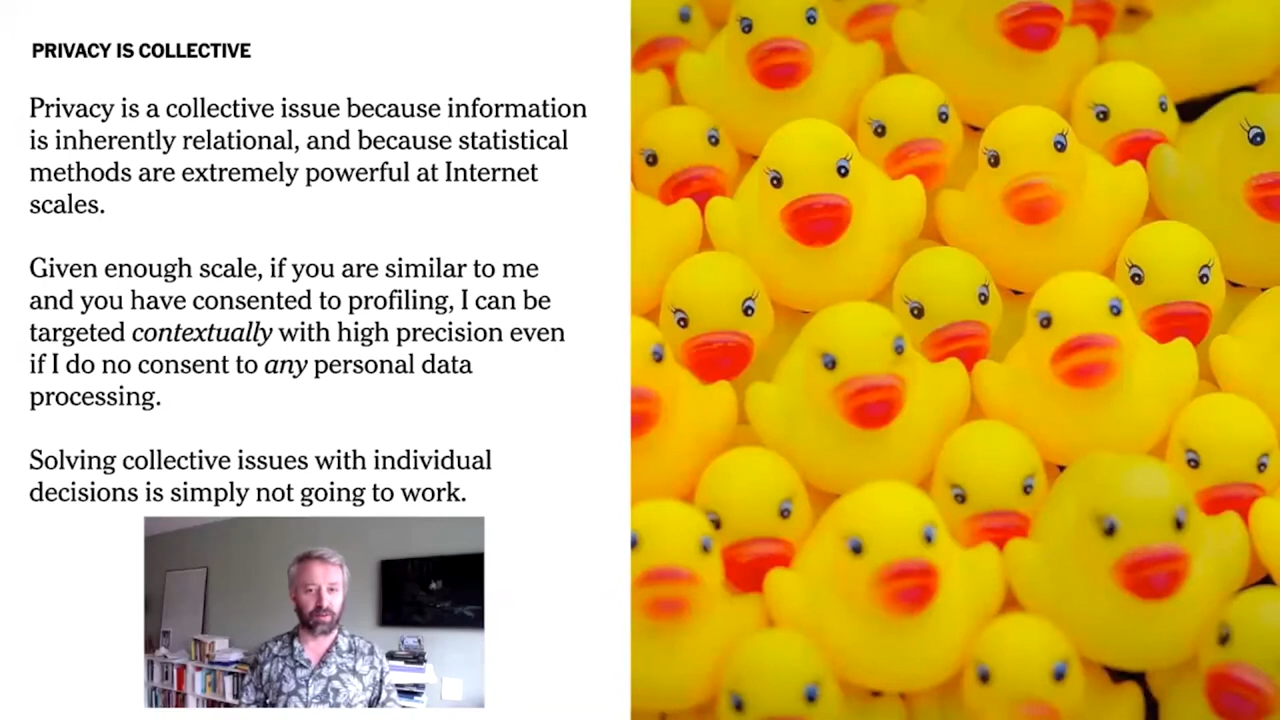 PRIVACY IS COLLECTIVE
Privacy is a collective issue because information
is inherently relational, and because statistical
methods are extremely powerful at Internet
scales.
Given enough scale, if you are similar to me
and you have consented to profiling, I can be
targeted contextually with high precision even
if I do no consent to any personal data
processing.
Solving collective issues with individual
decisions is simply not going to work.